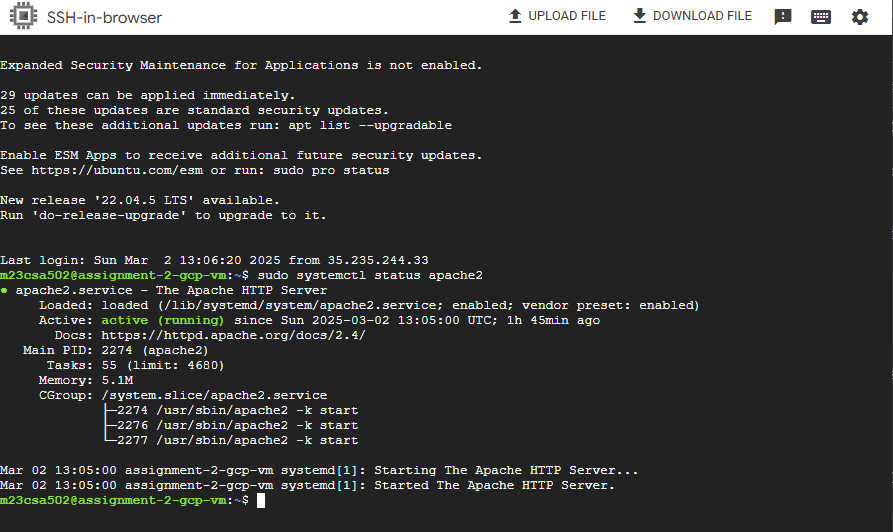 SSH-in-browser
UPLOAD FILE
DOWNLOAD FILE
Expanded Security Maintenance for Applications is not enabled.
29 updates can be applied immediately.
25 of these updates are standard security updates.
To see these additional updates run: apt list --upgradable
Enable ESM Apps to receive additional future security updates.
See https://ubuntu.com/esm or run: sudo pro status
New release '22.04.5 LTS' available.
Run 'do-release-upgrade' to upgrade to it.
Last login: Sun Mar  2 13:06:20 2025 from 35.235.244.33
m23csa502@assignment-2-gcp-vm:~$ sudo systemctl status apache2
● apache2.service - The Apache HTTP Server
     Loaded: loaded (/lib/systemd/system/apache2.service; enabled; vendor preset: enabled)
     Active: active (running) since Sun 2025-03-02 13:05:00 UTC; 1h 45min ago
       Docs: https://httpd.apache.org/docs/2.4/
   Main PID: 2274 (apache2)
      Tasks: 55 (limit: 4680)
     Memory: 5.1M
     CGroup: /system.slice/apache2.service
             ├─2274 /usr/sbin/apache2 -k start
             ├─2276 /usr/sbin/apache2 -k start
             └─2277 /usr/sbin/apache2 -k start
Mar 02 13:05:00 assignment-2-gcp-vm systemd[1]: Starting The Apache HTTP Server...
Mar 02 13:05:00 assignment-2-gcp-vm systemd[1]: Started The Apache HTTP Server.
m23csa502@assignment-2-gcp-vm:~$